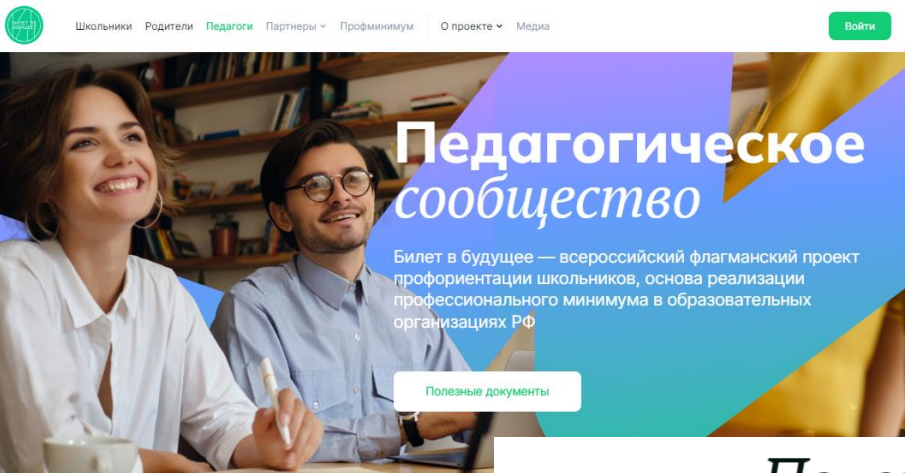 Школьники Родители Педагоги Партнеры Профминимум О проекте Медиа Войти
Педагогическое
сообщество
Билет в будущее — всероссийский флагманский проект
профориентации школьников, основа реализации
профессионального минимума в образовательных
организациях РФ
Полезные документы